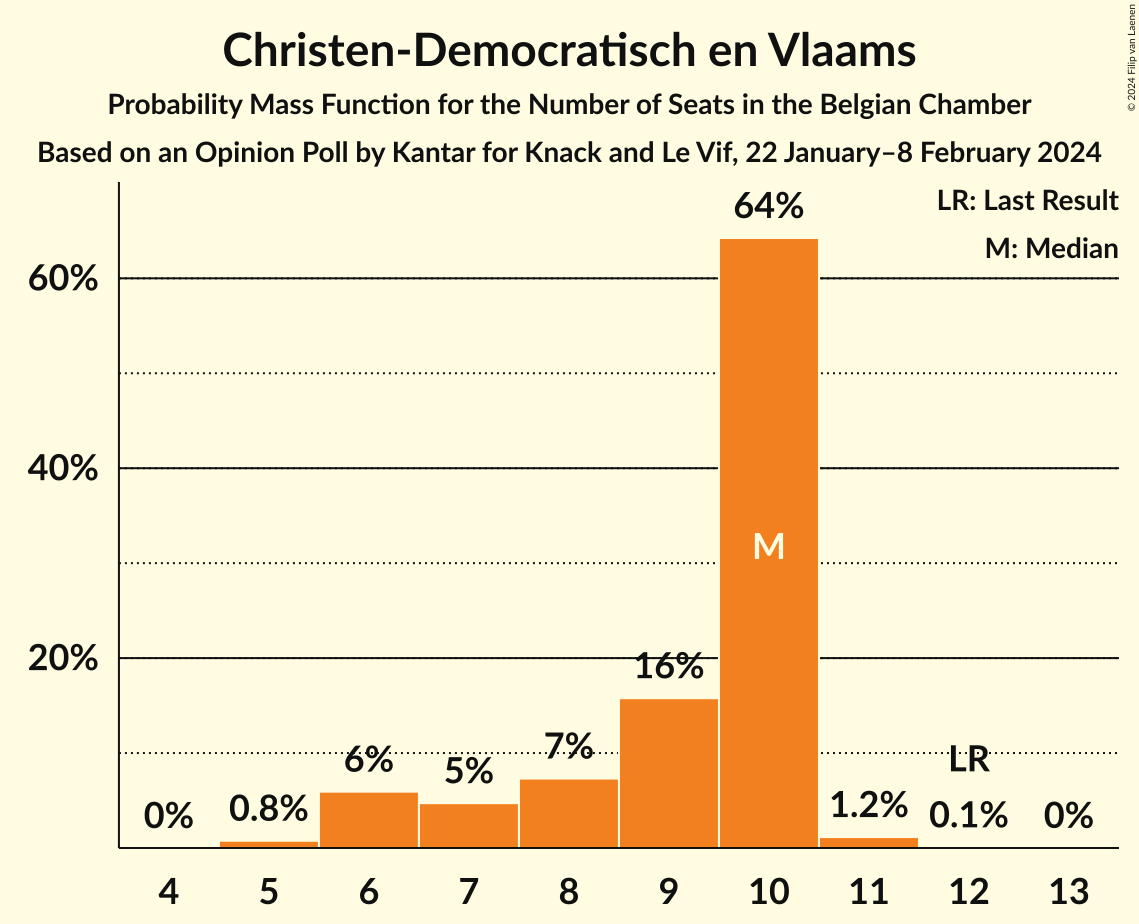 Christen-Democratisch en Vlaams
Probability Mass Function for the Number of Seats in the Belgian Chamber
Based on an Opinion Poll by Kantar for Knack and Le Vif, 22 January–8 February 2024
© 2024 Filip van Laenen
LR: Last Result
M: Median
60%
40%
20%
0%
0.8%
6%
5%
7%
16%
64%
M
1.2%
LR
0.1%
0%
4 5 6 7 8 9 10 11 12 13